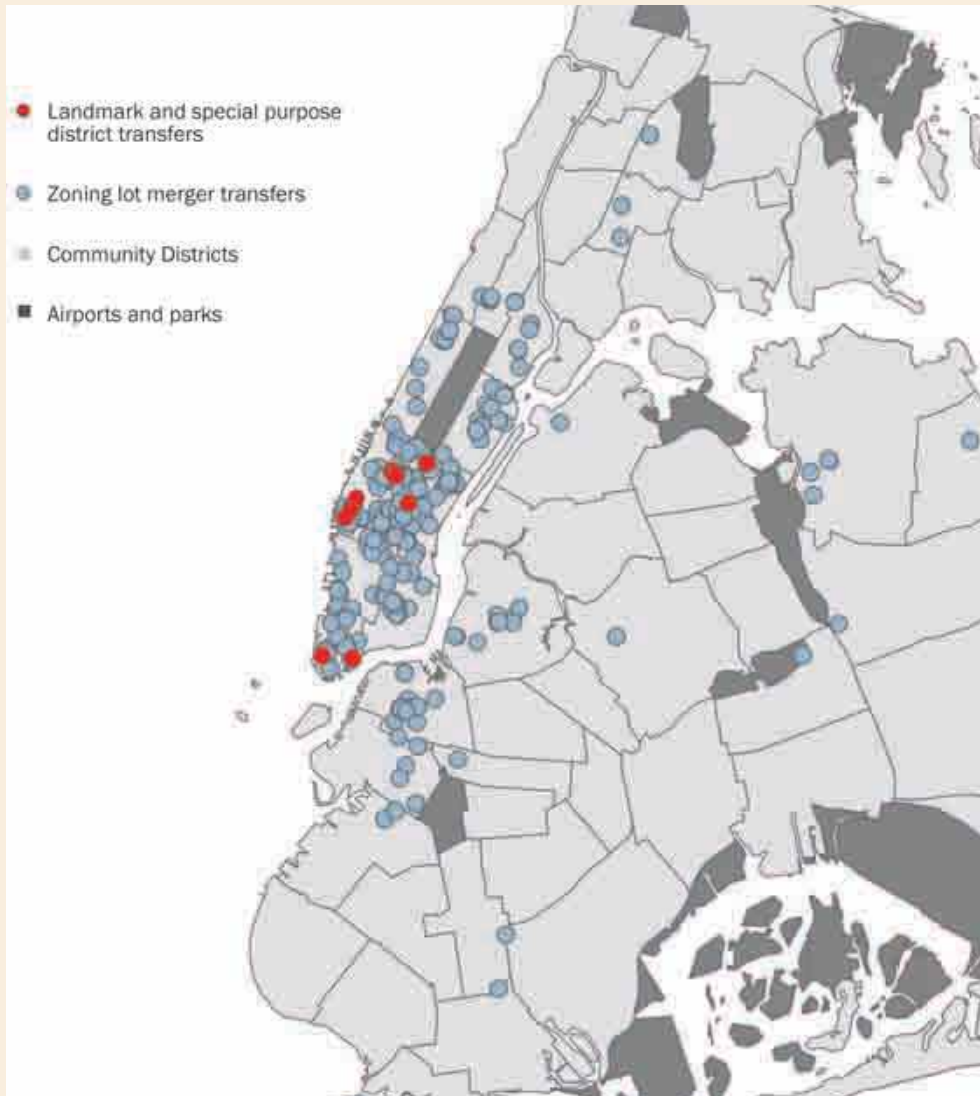 Landmark and special purpose
district transfers
Zoning lot merger transfers
Community Districts
Airports and parks